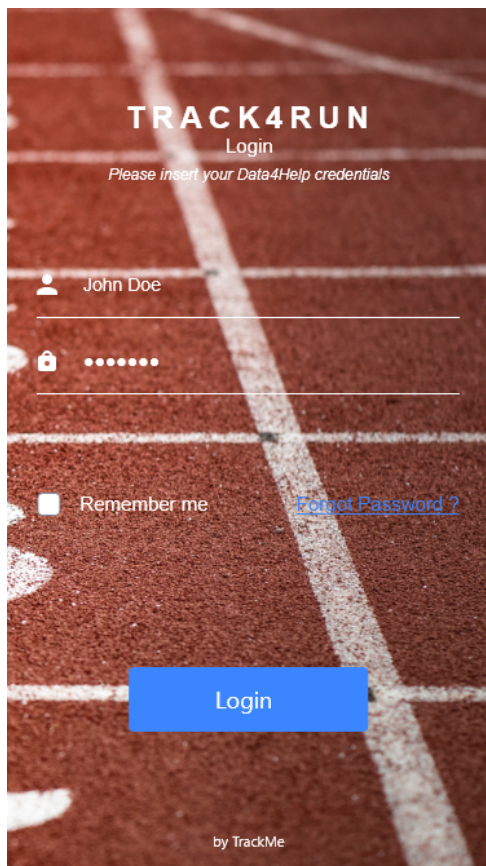 TRACK4RUN
Login
Please insert your Data4Help credentials
John Doe
•••••••
Remember me
Forgot Password ?
Login
by TrackMe